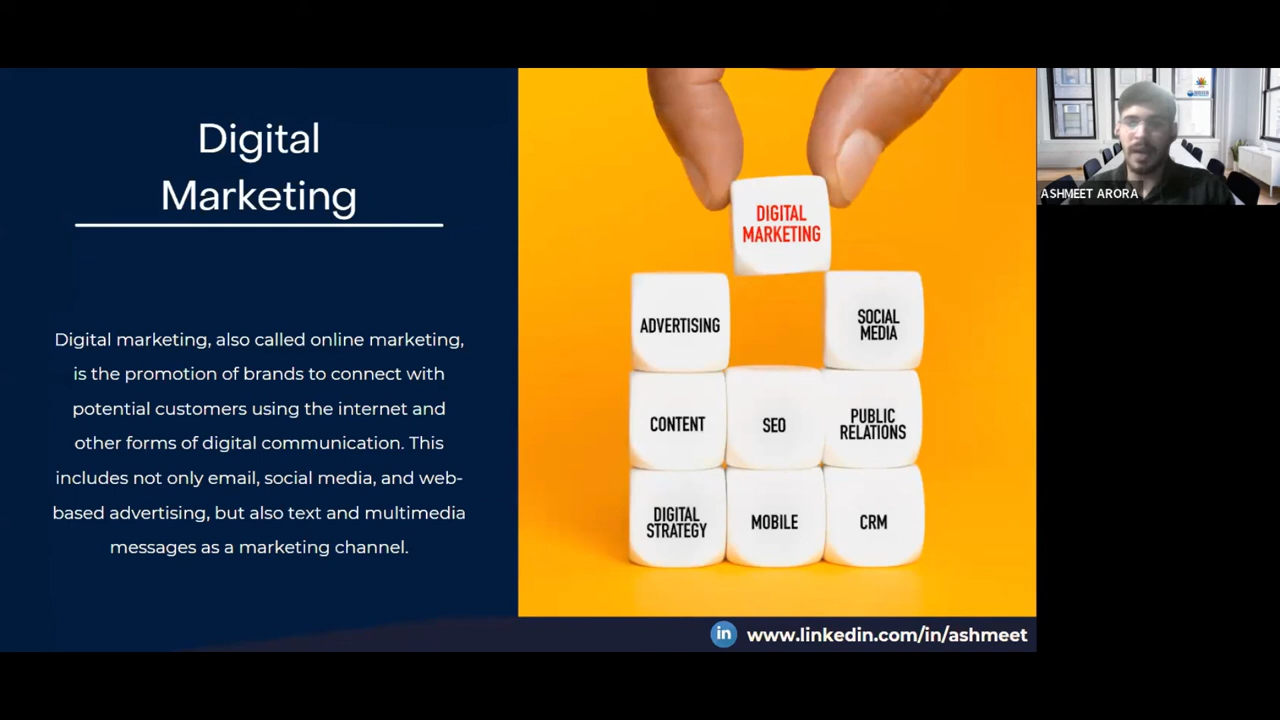 Digital
Marketing
Digital marketing, also called online marketing,
is the promotion of brands to connect with
potential customers using the internet and
other forms of digital communication. This
includes not only email, social media, and web-
based advertising, but also text and multimedia
messages as a marketing channel.
DIGITAL
MARKETING
ADVERTISING
SOCIAL
MEDIA
CONTENT
SEO
PUBLIC
RELATIONS
DIGITAL
STRATEGY
MOBILE
CRM
in
www.linkedin.com/in/ashmeet
ASHMEET ARORA